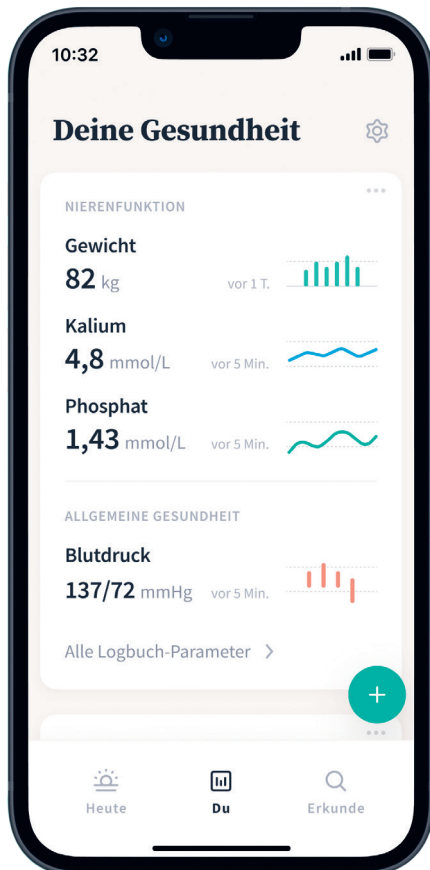 10:32
Deine Gesundheit
NIERENFUNKTION
Gewicht
82 kg vor 1 T.
Kalium
4,8 mmol/L vor 5 Min.
Phosphat
1,43 mmol/L vor 5 Min.
ALLGEMEINE GESUNDHEIT
Blutdruck
137/72 mmHg vor 5 Min.
Alle Logbuch-Parameter
Heute Du Erkunde